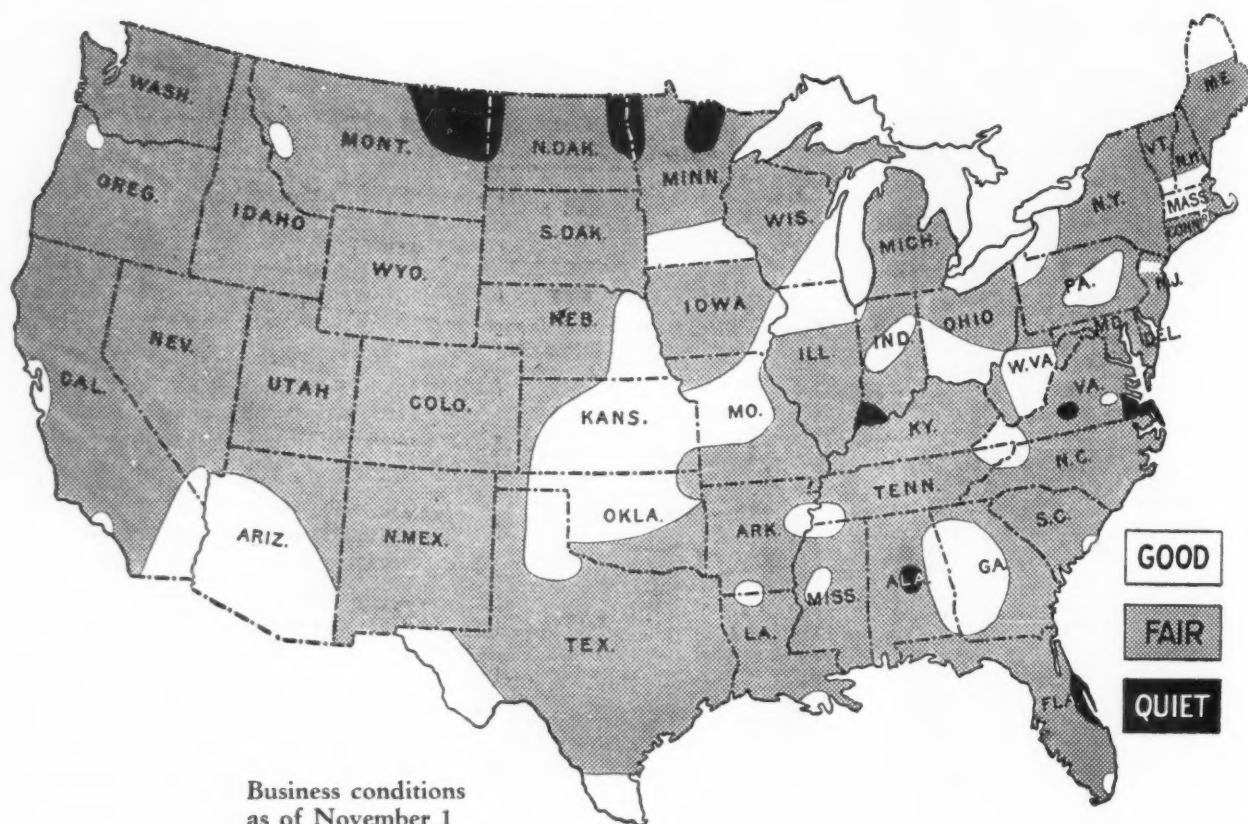 WASH.
MONT.
N.DAK.
MINN
ME.
VT.
N.H.
OREG.
IDAHO
S.DAK.
WIS.
MICH.
N.Y.
MASS
CONN.
WYO.
IOWA
PA.
N.J.
NEB.
NEV.
UTAH
COLO.
KANS.
MO.
ILL
IND.
OHIO
MD.
DEL.
W.VA.
VA.
CAL.
KY.
N.C.
TENN.
ARIZ.
N.MEX.
OKLA.
ARK.
S.C.
GOOD
MISS
ALA.
GA.
FAIR
TEX.
LA.
FLA
QUIET
Business conditions
as of November 1